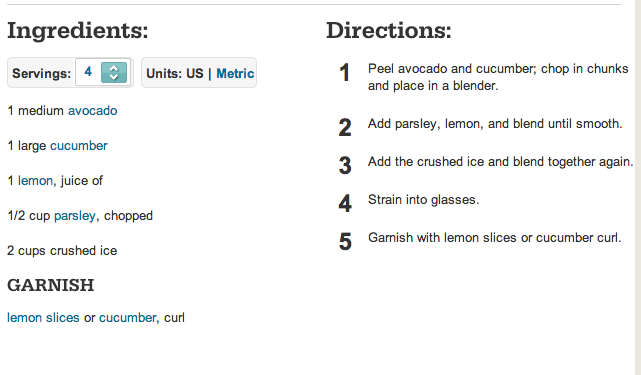 Ingredients:
Servings: 4
Units: US | Metric
1 medium avocado
1 large cucumber
1 lemon, juice of
1/2 cup parsley, chopped
2 cups crushed ice
GARNISH
lemon slices or cucumber, curl
Directions:
1 Peel avocado and cucumber; chop in chunks
and place in a blender.
2 Add parsley, lemon, and blend until smooth.
3 Add the crushed ice and blend together again.
4 Strain into glasses.
5 Garnish with lemon slices or cucumber curl.